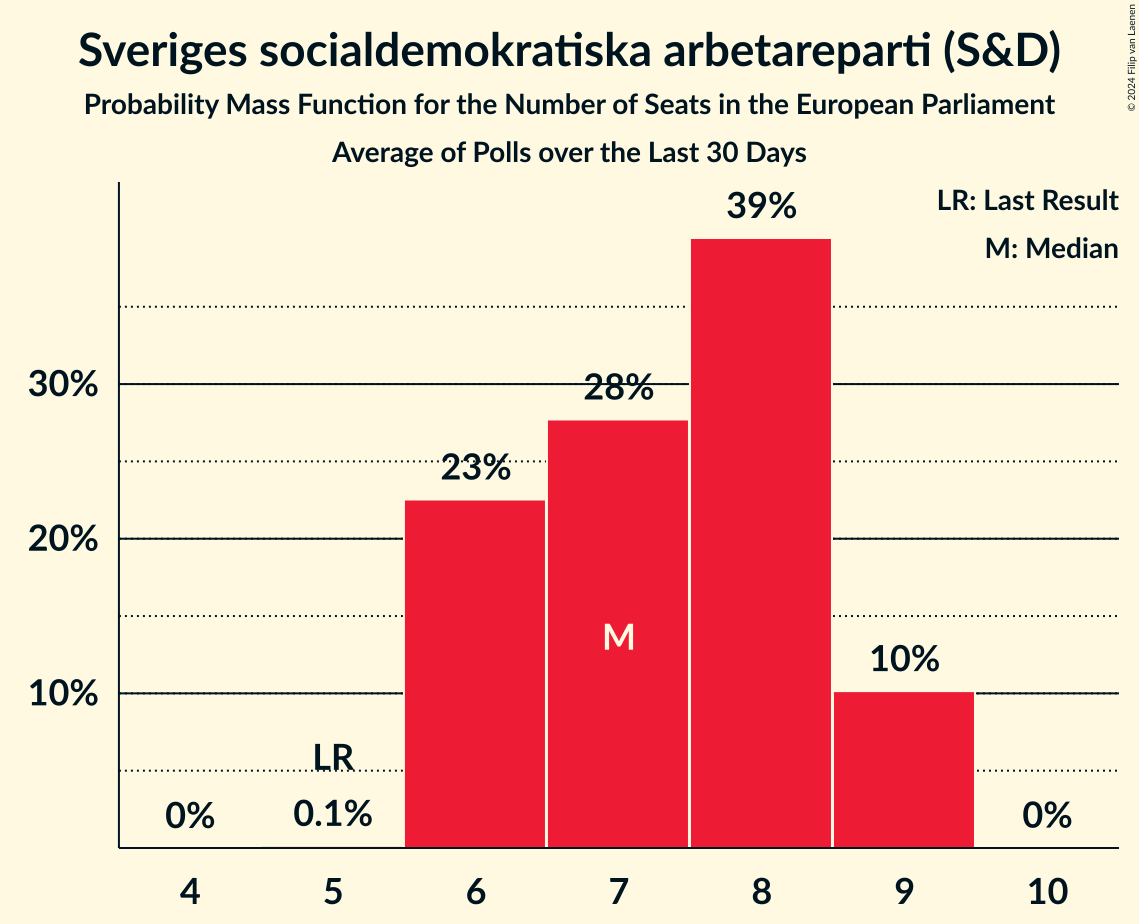 Sveriges socialdemokratiska arbetareparti (S&D)
Probability Mass Function for the Number of Seats in the European Parliament
Average of Polls over the Last 30 Days
© 2024 Filip van Laenen
LR: Last Result
M: Median
39%
30%
28%
23%
20%
M
10%
10%
LR
0%
0.1%
0%
4 5 6 7 8 9 10